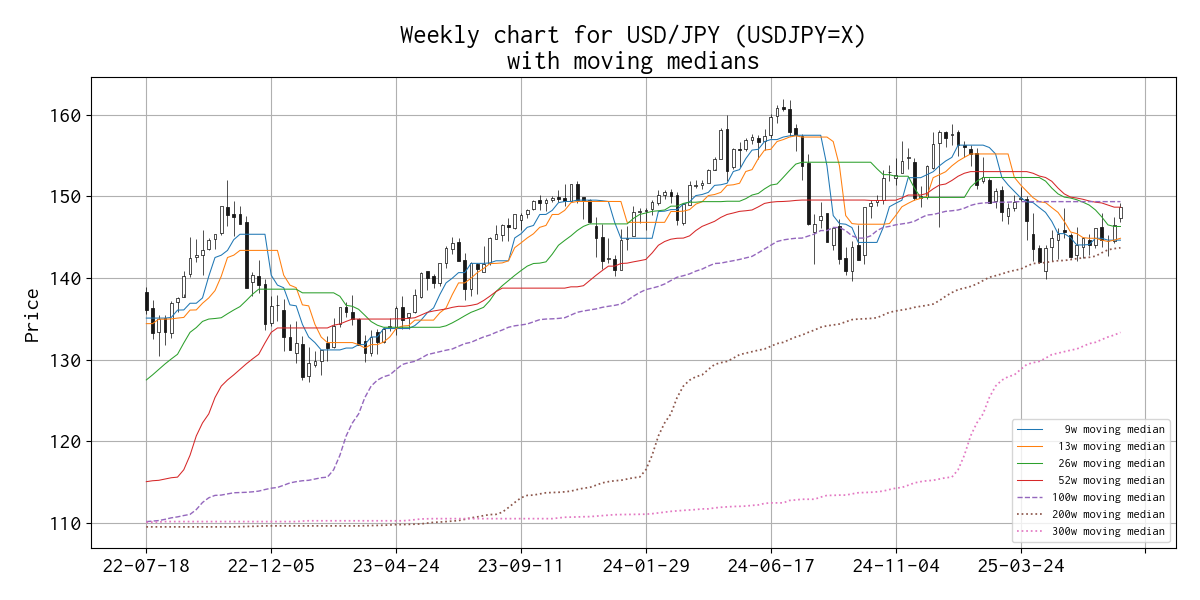 Weekly chart for USD/JPY (USDJPY=X)
with moving medians
Price
160
150
140
130
120
110
22-07-18 22-12-05 23-04-24 23-09-11 24-01-29 24-06-17 24-11-04 25-03-24
9w moving median
13w moving median
26w moving median
52w moving median
100w moving median
200w moving median
300w moving median